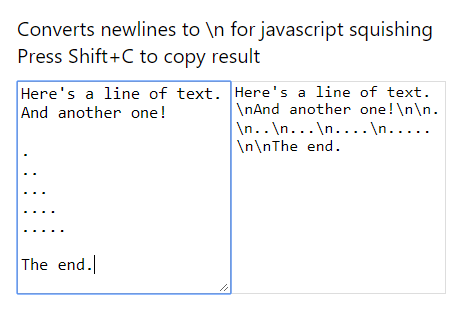 Converts newlines to \n for javascript squishing
Press Shift+C to copy result
Here's a line of text.
And another one!
.
..
...
....
.....
The end.
Here's a line of text.
\nAnd another one!\n\n.
\n..\n...\n....\n.....
\n\nThe end.